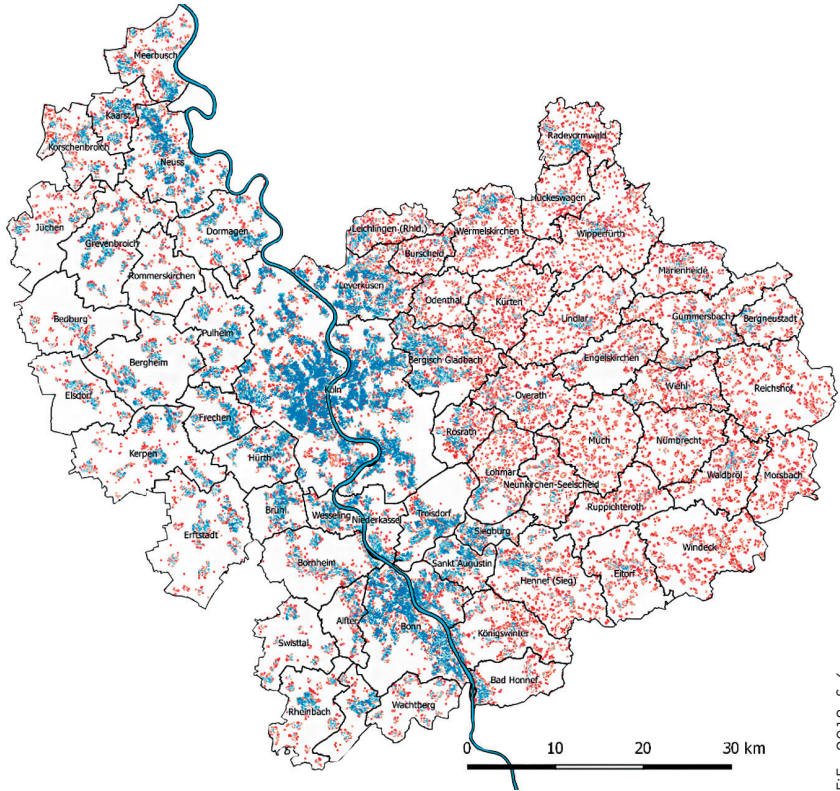 Meerbusch
Kaarst
Korschenbroich
Neuss
Radevormwald
Hückeswagen
Jüchen
Grevenbroich
Dormagen
Leichlingen (Rhld.)
Wermelskirchen
Wipperfürth
Burscheid
Rommerskirchen
Leverkusen
Odenthal
Kürten
Marienheide
Bedburg
Pulheim
Lindlar
Gummersbach
Bergneustadt
Bergheim
Bergisch Gladbach
Engelskirchen
Elsdorf
Köln
Overath
Wiehl
Reichshof
Frechen
Kerpen
Hürth
Rösrath
Much
Nümbrecht
Lohmar
Neunkirchen-Seelscheid
Waldbröl
Morsbach
Ruppichteroth
Brühl
Wesseling
Niederkassel
Troisdorf
Siegburg
Erftstadt
Windeck
Bornheim
Sankt Augustin
Hennef (Sieg)
Eitorf
Swisttal
Alfter
Bonn
Königswinter
Bad Honnef
Rheinbach
Wachtberg
0 10 20 30 km